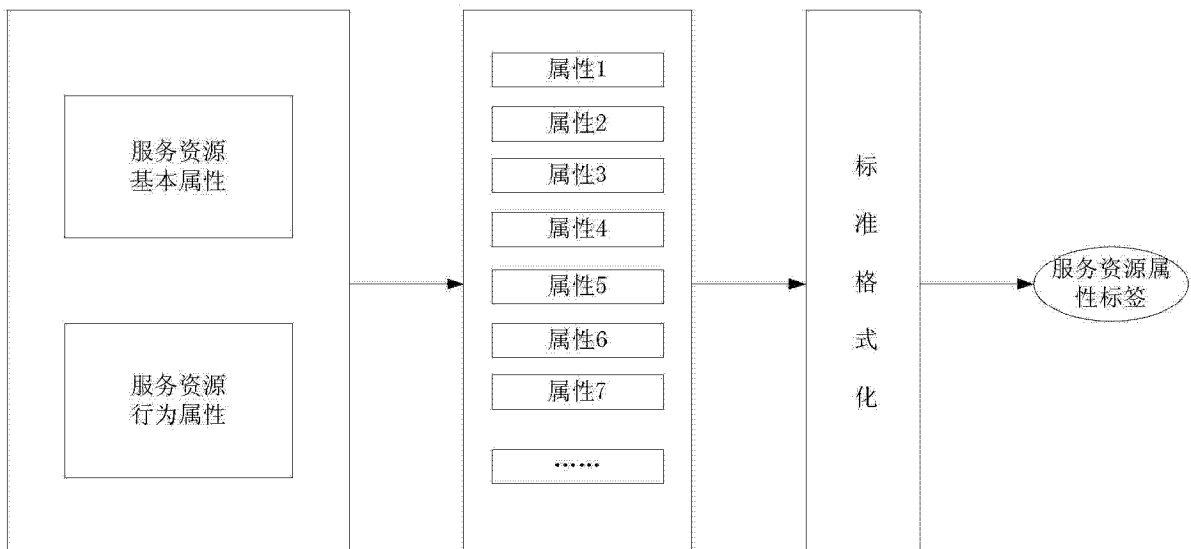 服务资源
基本属性
服务资源
行为属性
属性1
属性2
属性3
属性4
属性5
属性6
属性7
……
标
准
格
式
化
服务资源属
性标签